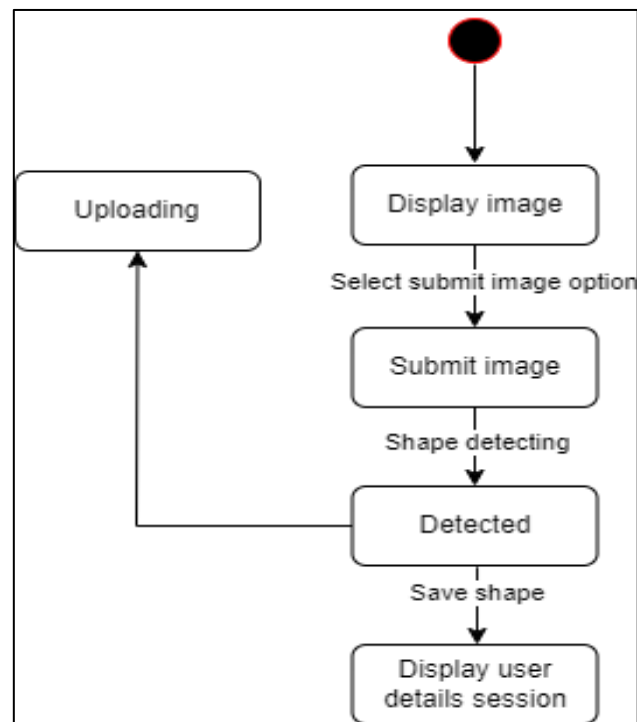 Display image
Uploading
Select submit image option
Submit image
Shape detecting
Detected
Save shape
Display user
details session